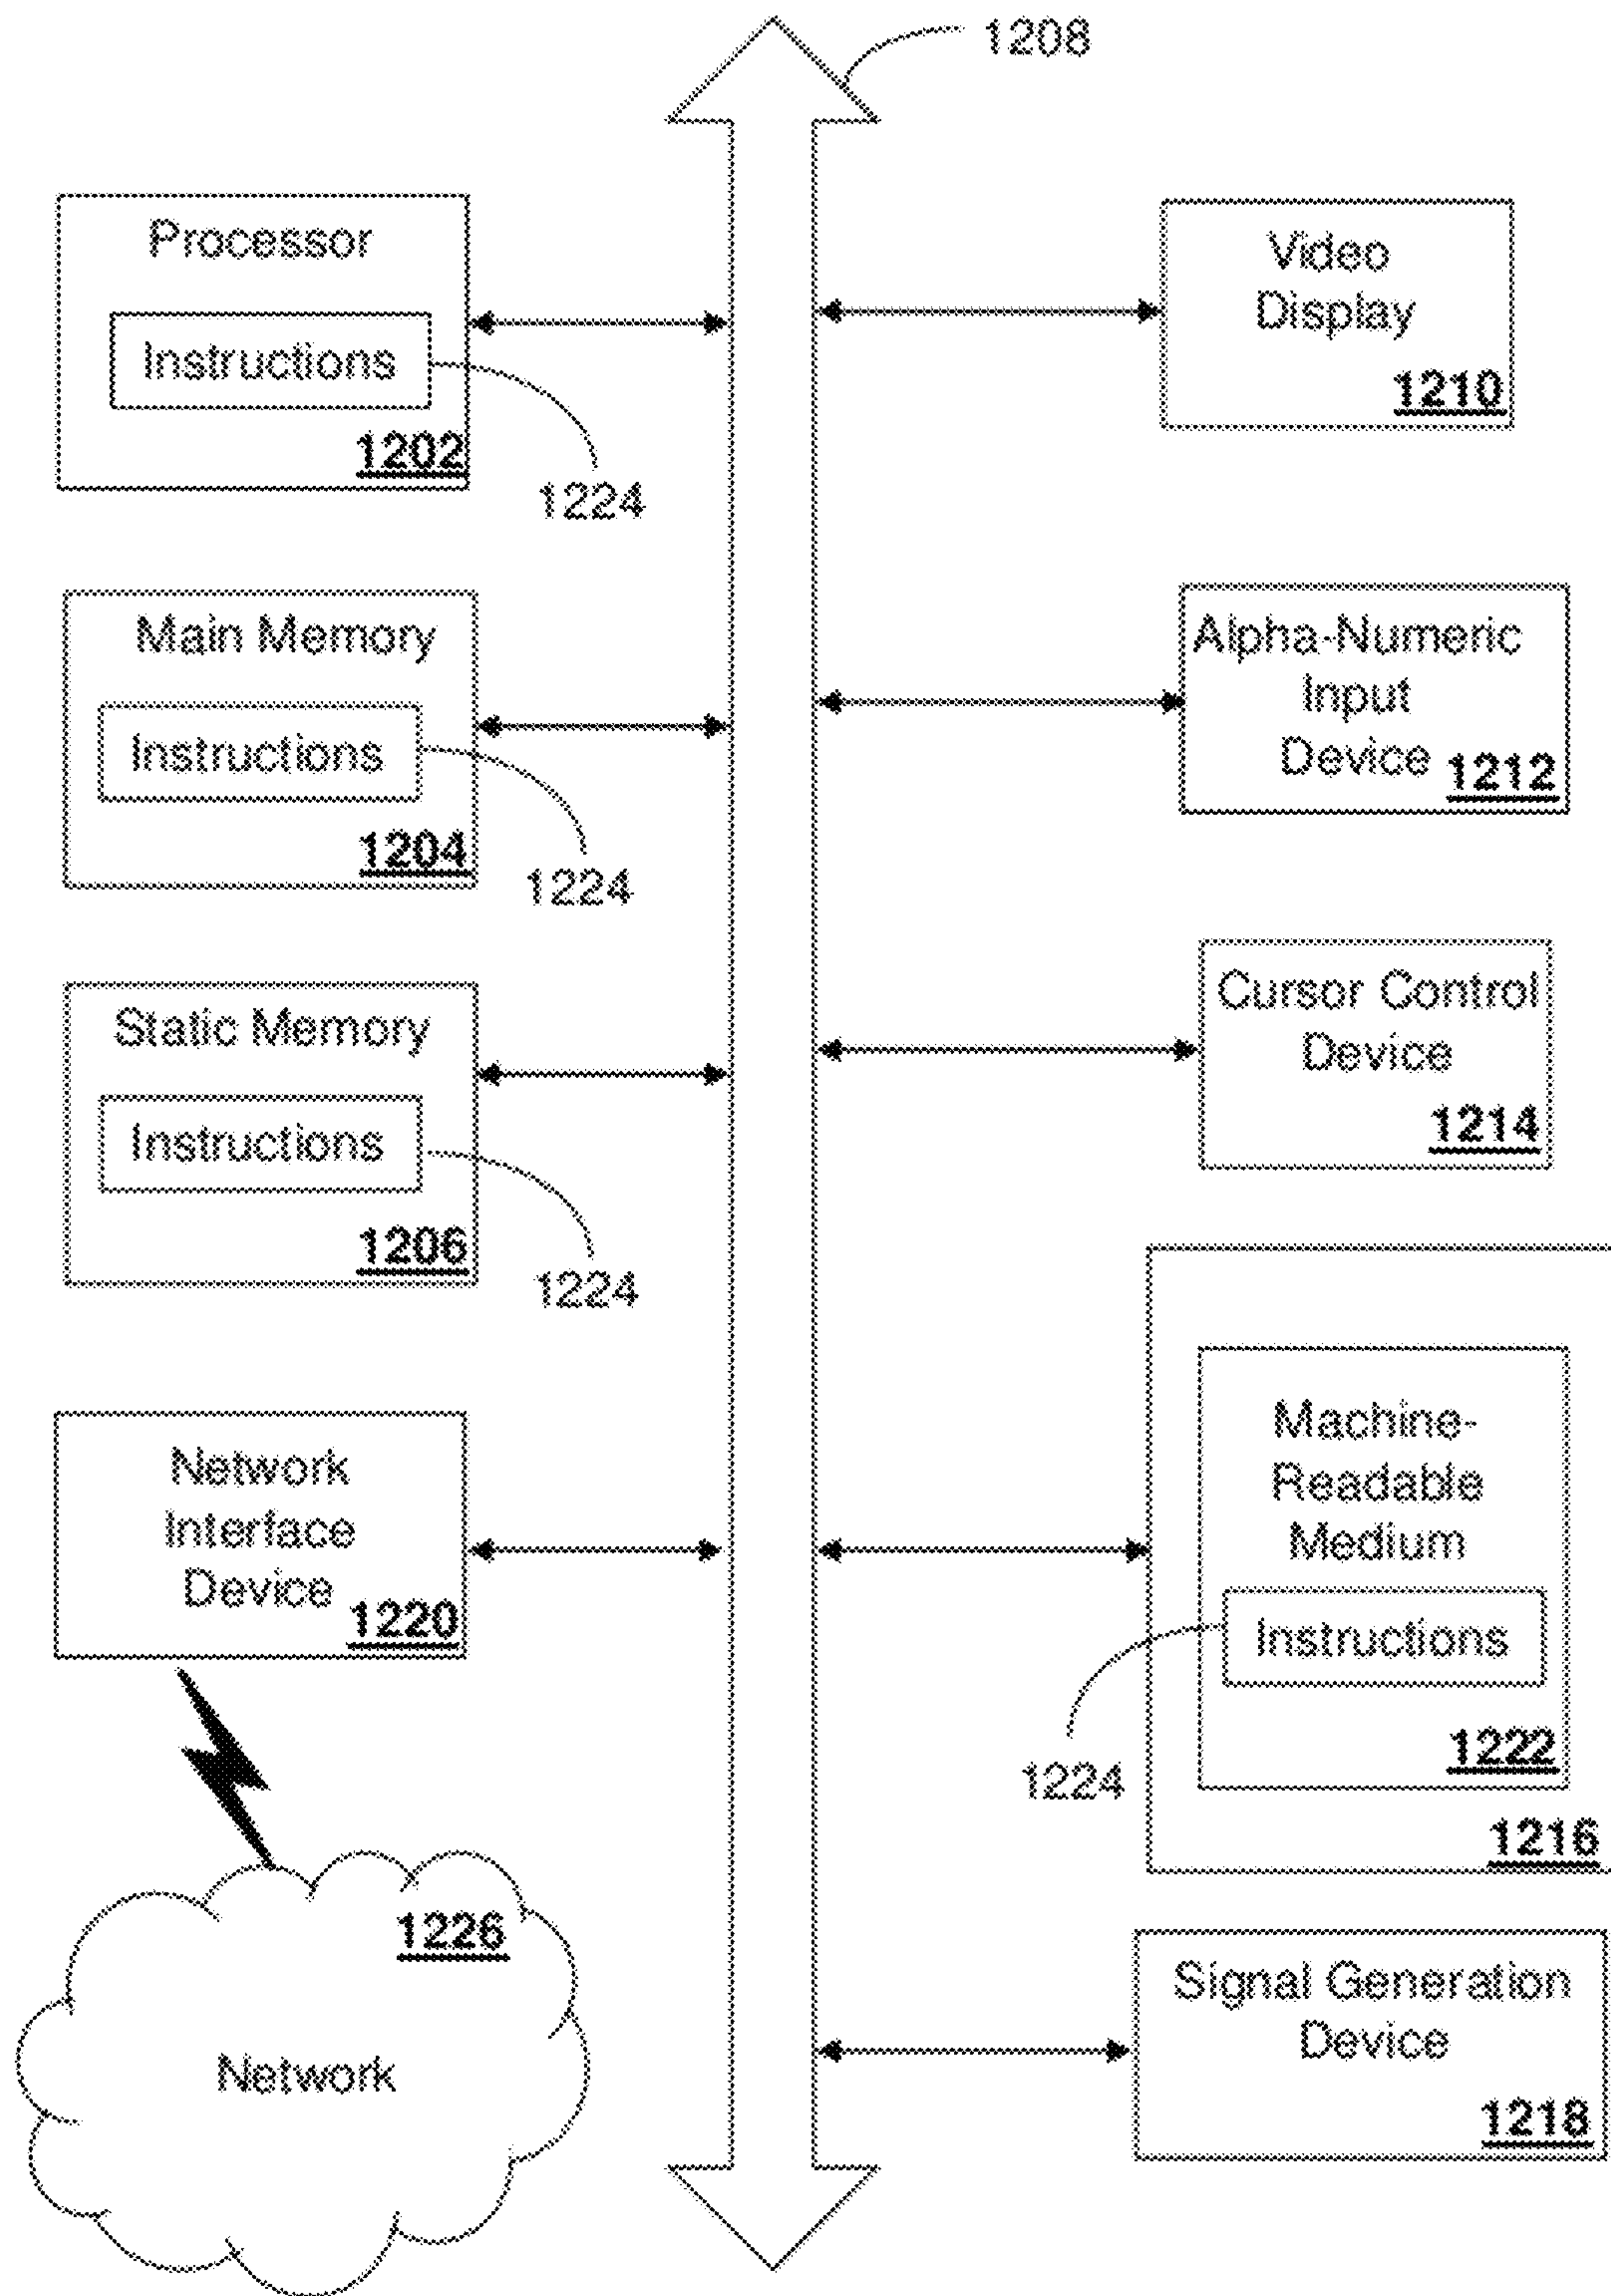 1208
Processor
Instructions
1202
1224
Main Memory
Instructions
1204
1224
Static Memory
Instructions
1206
1224
Network
Interface
Device
1220
1226
Network
Video
Display
1210
Alpha-Numeric
Input
Device 1212
Cursor Control
Device
1214
Machine-
Readable
Medium
Instructions
1224
1222
1216
Signal Generation
Device
1218